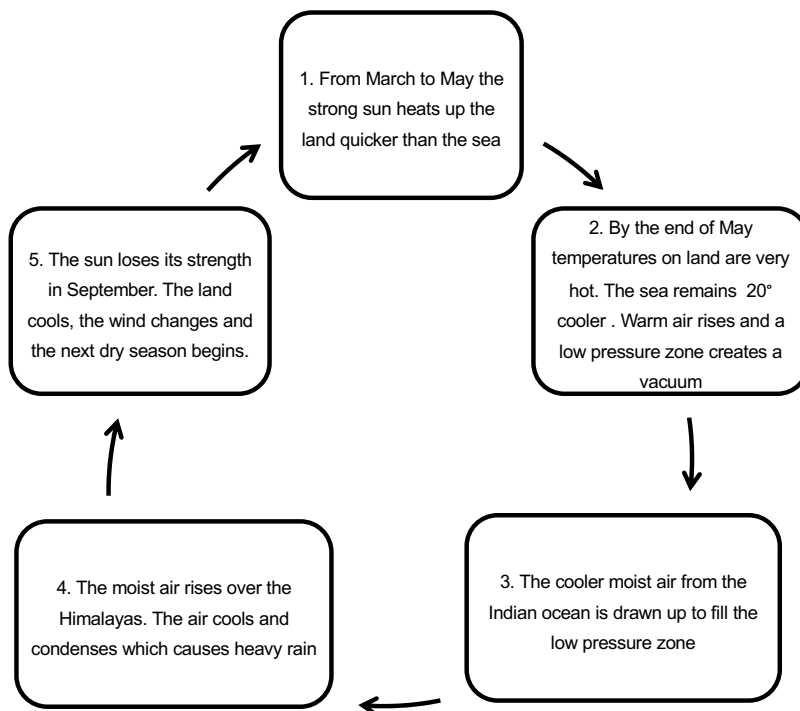 1. From March to May the
strong sun heats up the
land quicker than the sea
2. By the end of May
temperatures on land are very
hot. The sea remains 20°
cooler . Warm air rises and a
low pressure zone creates a
vacuum
3. The cooler moist air from the
Indian ocean is drawn up to fill the
low pressure zone
4. The moist air rises over the
Himalayas. The air cools and
condenses which causes heavy rain
5. The sun loses its strength
in September. The land
cools, the wind changes and
the next dry season begins.